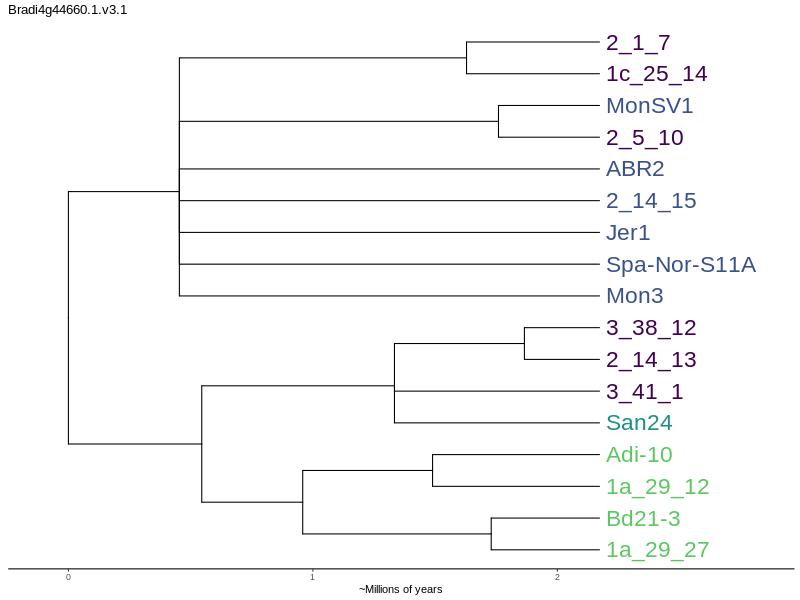 Bradi4g44660.1.v3.1
2_1_7
1c_25_14
MonSV1
2_5_10
ABR2
2_14_15
Jer1
Spa-Nor-S11A
Mon3
3_38_12
2_14_13
3_41_1
San24
Adi-10
1a_29_12
Bd21-3
1a_29_27
0 1 2
~Millions of years